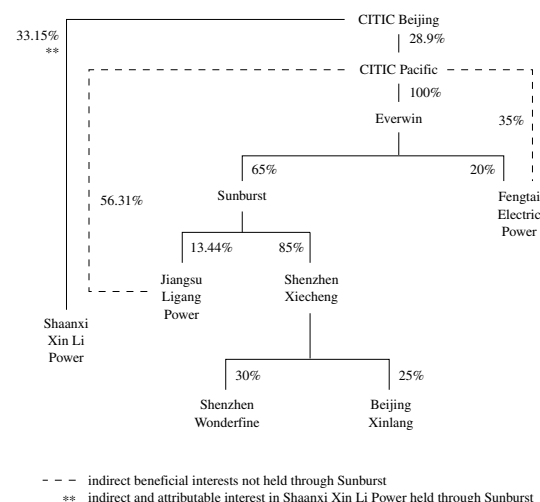 CITIC Beijing
33.15%
**
28.9%
CITIC Pacific
100%
Everwin
35%
65%
20%
Sunburst
Fengtai
Electric
Power
56.31%
13.44%
85%
Jiangsu
Ligang
Power
Shenzhen
Xiecheng
Shaanxi
Xin Li
Power
30%
25%
Shenzhen
Wonderfine
Beijing
Xinlang
– – – indirect beneficial interests not held through Sunburst
** indirect and attributable interest in Shaanxi Xin Li Power held through Sunburst